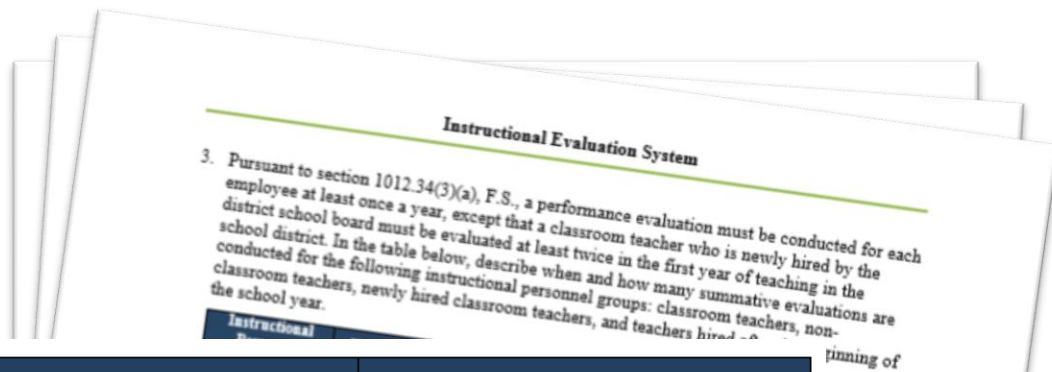 Instructional Evaluation System
3. Pursuant to section 1012.34(3)(a), F.S., a performance evaluation must be conducted for each
employee at least once a year, except that a classroom teacher who is newly hired by the
district school board must be evaluated at least twice in the first year of teaching in the
school district. In the table below, describe when and how many summative evaluations are
conducted for the following instructional personnel groups: classroom teachers, non-
classroom teachers, newly hired classroom teachers, and teachers hired
ginning of
the school year.
Instructional